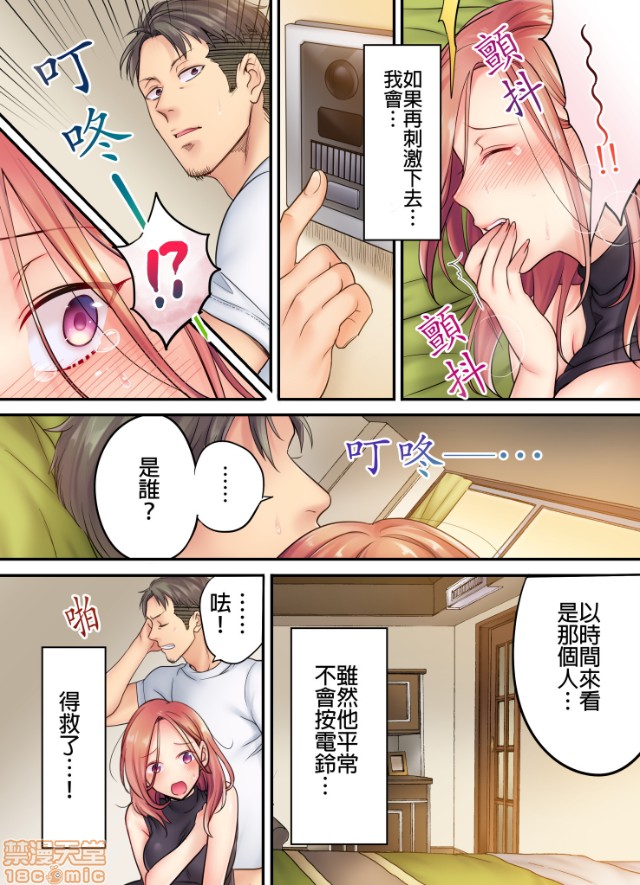 !!
顫抖
顫抖
如果再刺激下去…
我會…
叮咚—
!?
叮咚—…
……
是誰？
以時間來看
是那個人…
雖然他平常
不會按電鈴…
……
呿！
啪
得救了…！
禁漫天堂
18comic